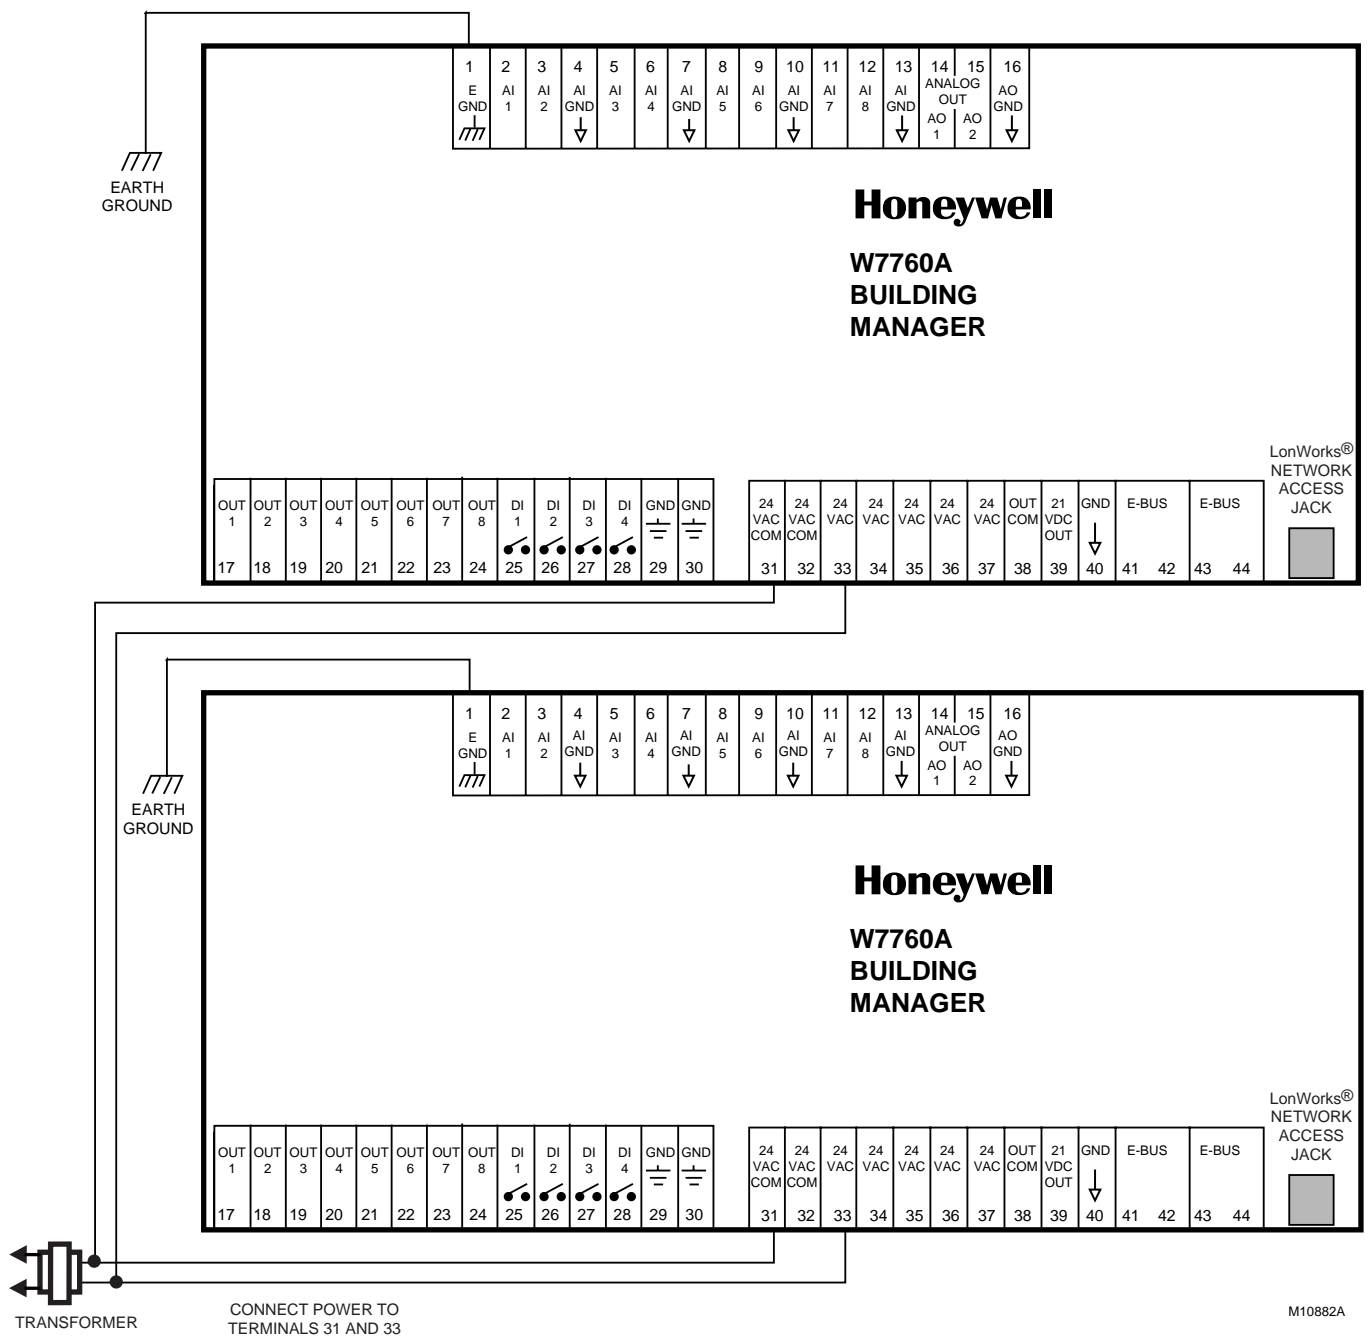 1 2 3 4 5 6 7 8 9 10 11 12 13 14 15 16
E AI AI AI AI AI AI AI AI AI AI AI AI ANALOG AO
GND 1 2 GND 3 4 GND 5 6 GND 7 8 GND OUT GND
AO AO
1 2
EARTH
GROUND
Honeywell
W7760A
BUILDING
MANAGER
LonWorks®
NETWORK
ACCESS
JACK
OUT OUT OUT OUT OUT OUT OUT OUT DI DI DI DI GND GND
1 2 3 4 5 6 7 8 1 2 3 4
17 18 19 20 21 22 23 24 25 26 27 28 29 30
24 24 24 24 24 24 24 OUT 21 GND E-BUS E-BUS
VAC VAC VAC VAC VAC VAC VAC COM VDC
COM COM OUT
31 32 33 34 35 36 37 38 39 40 41 42 43 44
1 2 3 4 5 6 7 8 9 10 11 12 13 14 15 16
E AI AI AI AI AI AI AI AI AI AI AI AI ANALOG AO
GND 1 2 GND 3 4 GND 5 6 GND 7 8 GND OUT GND
AO AO
1 2
EARTH
GROUND
Honeywell
W7760A
BUILDING
MANAGER
LonWorks®
NETWORK
ACCESS
JACK
OUT OUT OUT OUT OUT OUT OUT OUT DI DI DI DI GND GND
1 2 3 4 5 6 7 8 1 2 3 4
17 18 19 20 21 22 23 24 25 26 27 28 29 30
24 24 24 24 24 24 24 OUT 21 GND E-BUS E-BUS
VAC VAC VAC VAC VAC VAC VAC COM VDC
COM COM OUT
31 32 33 34 35 36 37 38 39 40 41 42 43 44
TRANSFORMER
CONNECT POWER TO
TERMINALS 31 AND 33
M10882A